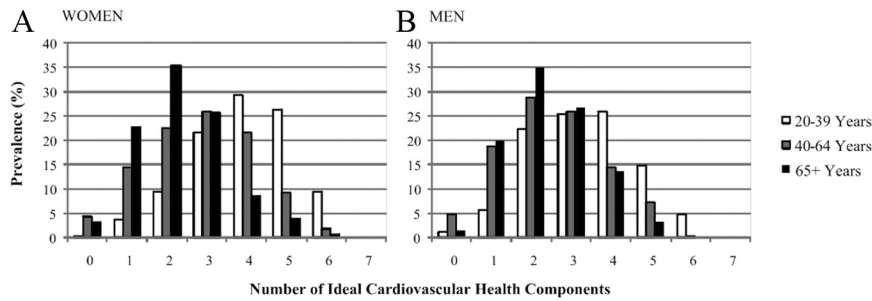 A WOMEN
B MEN
Prevalence (%)
40
35
30
25
20
15
10
5
0
0 1 2 3 4 5 6 7
40
35
30
25
20
15
10
5
0
0 1 2 3 4 5 6 7
20-39 Years
40-64 Years
65+ Years
Number of Ideal Cardiovascular Health Components